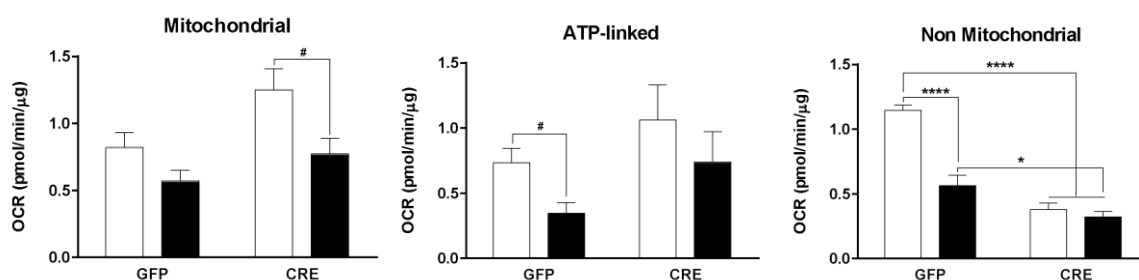 Mitochondrial
OCR (pmol/min/μg)
1.5
1.0
0.5
0.0
#
GFP
CRE
ATP-linked
OCR (pmol/min/μg)
1.5
1.0
0.5
0.0
#
GFP
CRE
Non Mitochondrial
OCR (pmol/min/μg)
1.5
1.0
0.5
0.0
****
****
*
GFP
CRE